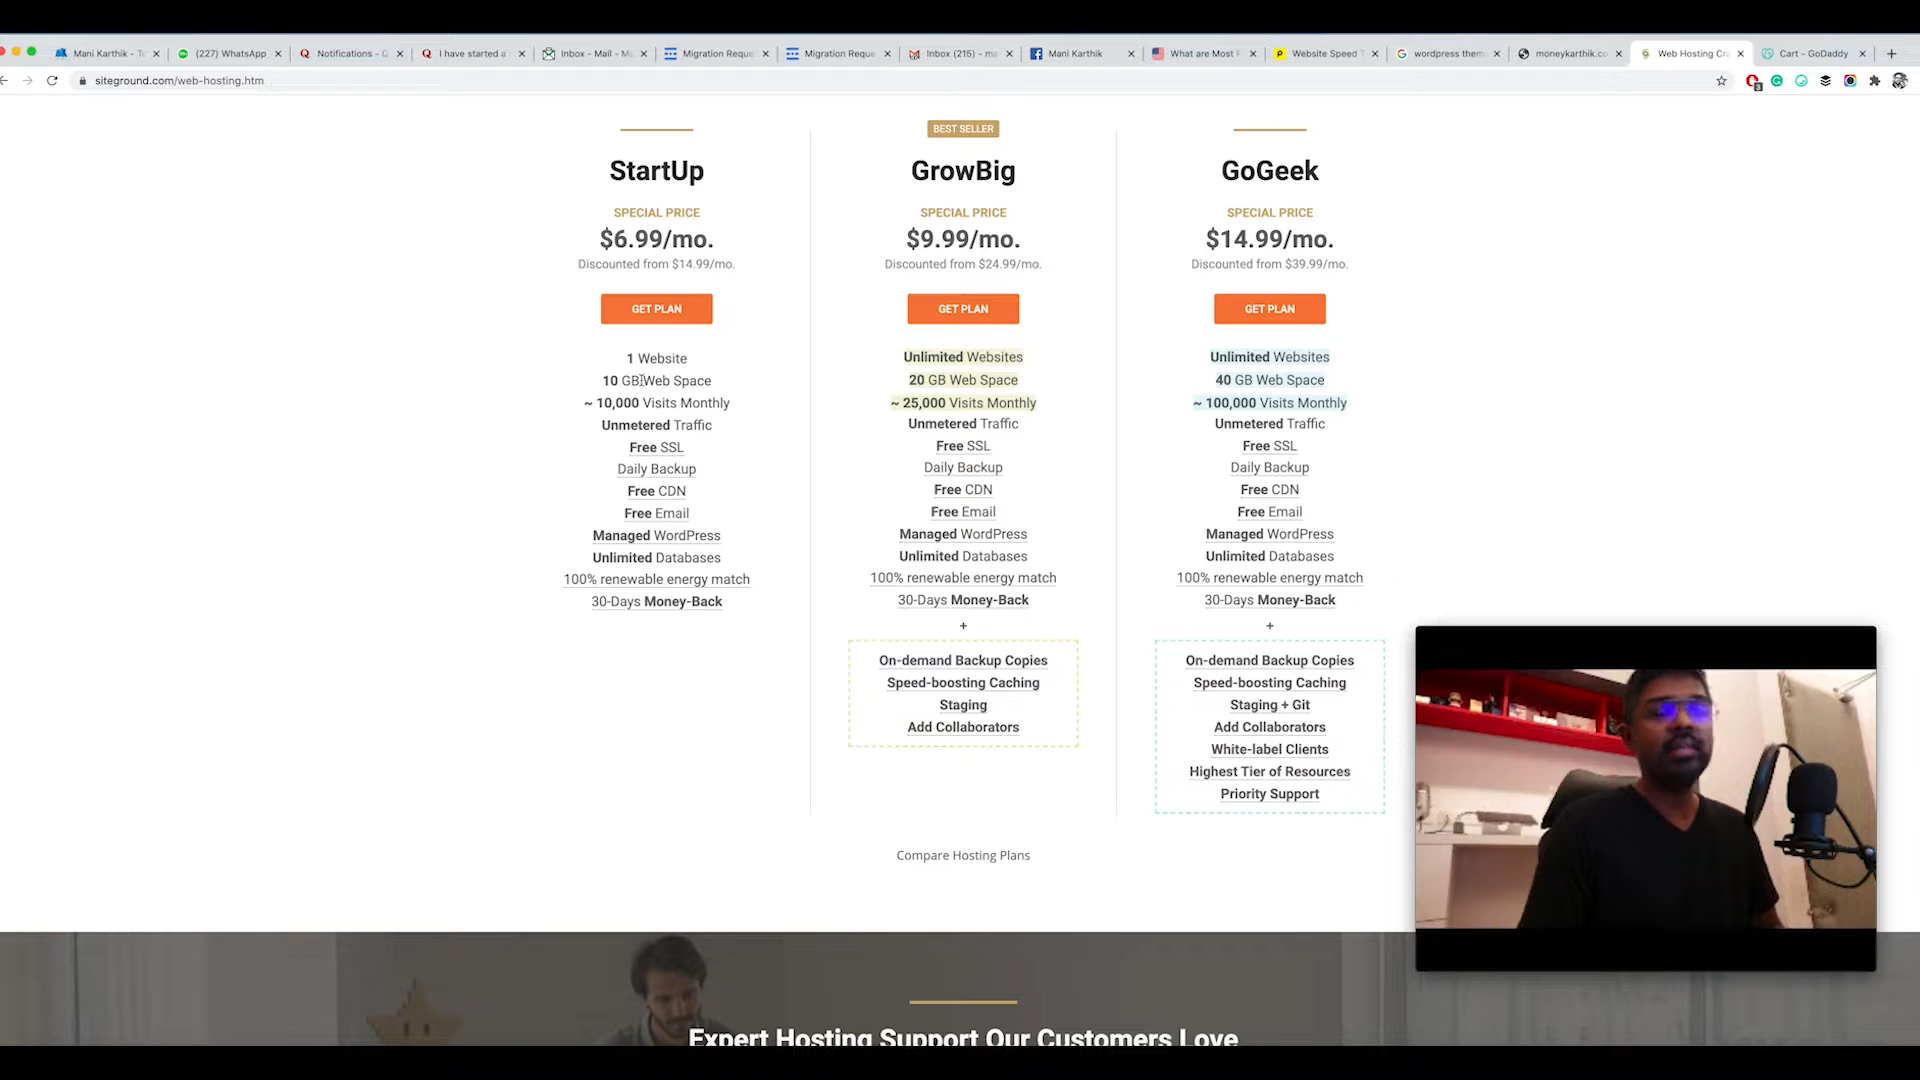 Mani Karthik - T
(227) WhatsApp
Notifications - Q
I have started a
Inbox - Mail - M
Migration Reque
Migration Reque
Inbox (215) - ma
Mani Karthik
What are Most
Website Speed T
wordpress them
moneykarthik.co
Web Hosting Cra
Cart - GoDaddy
siteground.com/web-hosting.htm
StartUp
SPECIAL PRICE
$6.99/mo.
Discounted from $14.99/mo.
GET PLAN
1 Website
10 GB Web Space
~ 10,000 Visits Monthly
Unmetered Traffic
Free SSL
Daily Backup
Free CDN
Free Email
Managed WordPress
Unlimited Databases
100% renewable energy match
30-Days Money-Back
BEST SELLER
GrowBig
SPECIAL PRICE
$9.99/mo.
Discounted from $24.99/mo.
GET PLAN
Unlimited Websites
20 GB Web Space
~ 25,000 Visits Monthly
Unmetered Traffic
Free SSL
Daily Backup
Free CDN
Free Email
Managed WordPress
Unlimited Databases
100% renewable energy match
30-Days Money-Back
+
On-demand Backup Copies
Speed-boosting Caching
Staging
Add Collaborators
GoGeek
SPECIAL PRICE
$14.99/mo.
Discounted from $39.99/mo.
GET PLAN
Unlimited Websites
40 GB Web Space
~ 100,000 Visits Monthly
Unmetered Traffic
Free SSL
Daily Backup
Free CDN
Free Email
Managed WordPress
Unlimited Databases
100% renewable energy match
30-Days Money-Back
+
On-demand Backup Copies
Speed-boosting Caching
Staging + Git
Add Collaborators
White-label Clients
Highest Tier of Resources
Priority Support
Compare Hosting Plans
Expert Hosting Support Our Customers Love